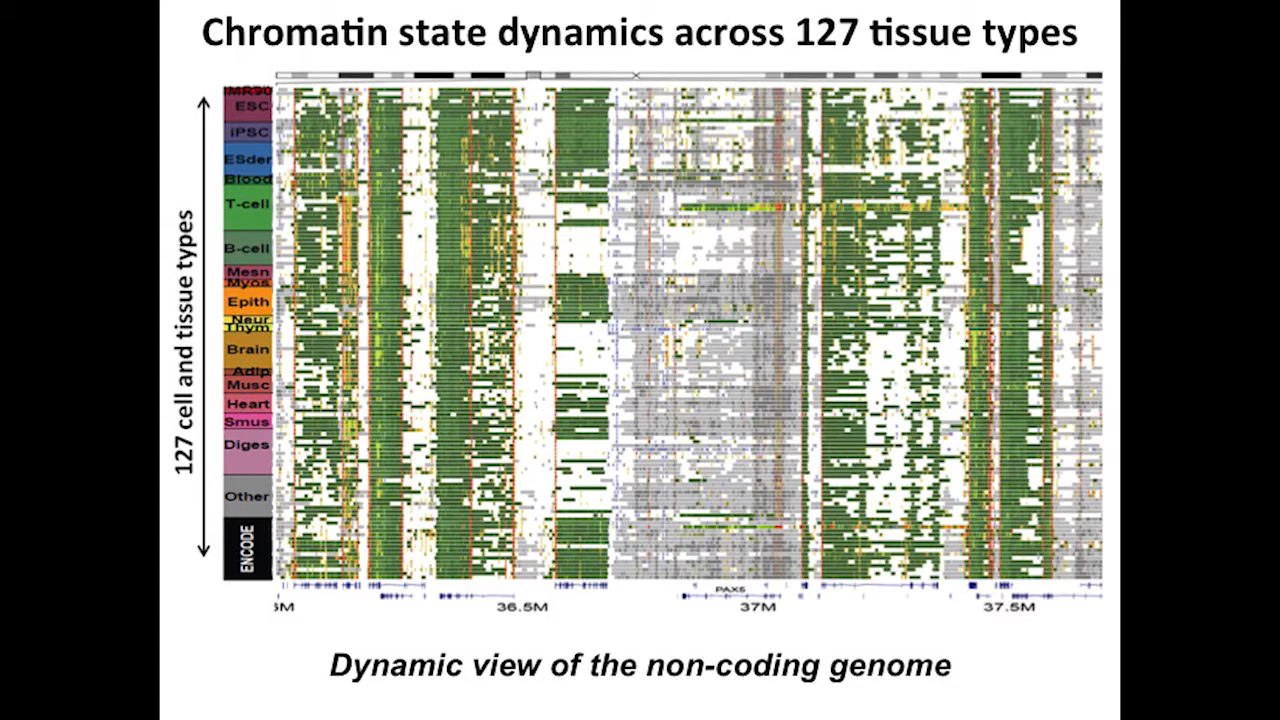 Chromatin state dynamics across 127 tissue types
127 cell and tissue types
ESC
iPSC
ESder
Blood
T-cell
B-cell
Mesn
Myos
Epith
Neur
Thym
Brain
Adip
Musc
Heart
Smus
Diges
Other
ENCODE
PAX5
36.5M
37M
37.5M
Dynamic view of the non-coding genome